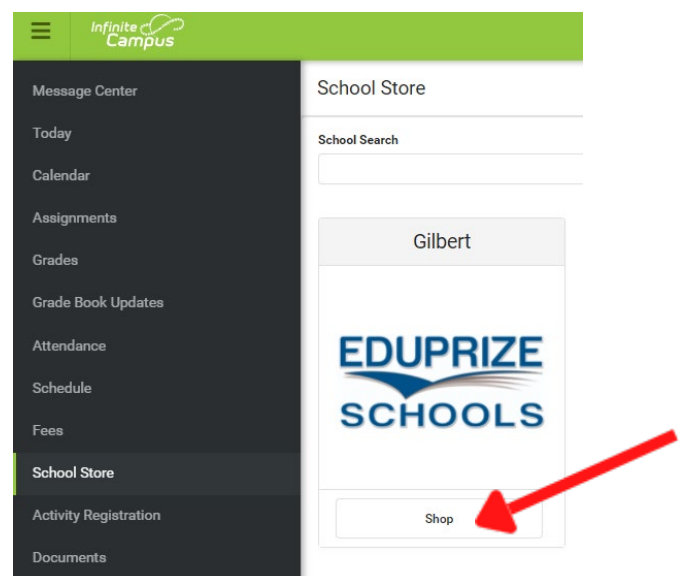 Infinite
Campus
Message Center
Today
Calendar
Assignments
Grades
Grade Book Updates
Attendance
Schedule
Fees
School Store
Activity Registration
Documents
School Store
School Search
Gilbert
EDUPRIZE
SCHOOLS
Shop